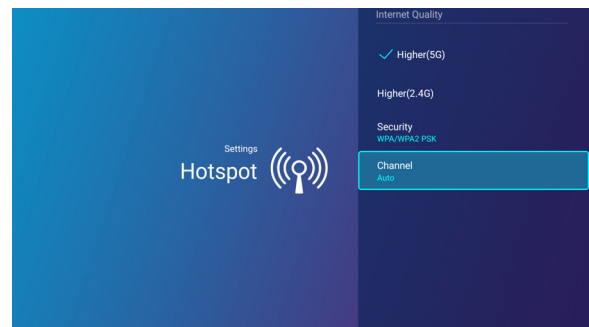 Settings
Hotspot
Internet Quality
Higher(5G)
Higher(2.4G)
Security
WPA/WPA2 PSK
Channel
Auto